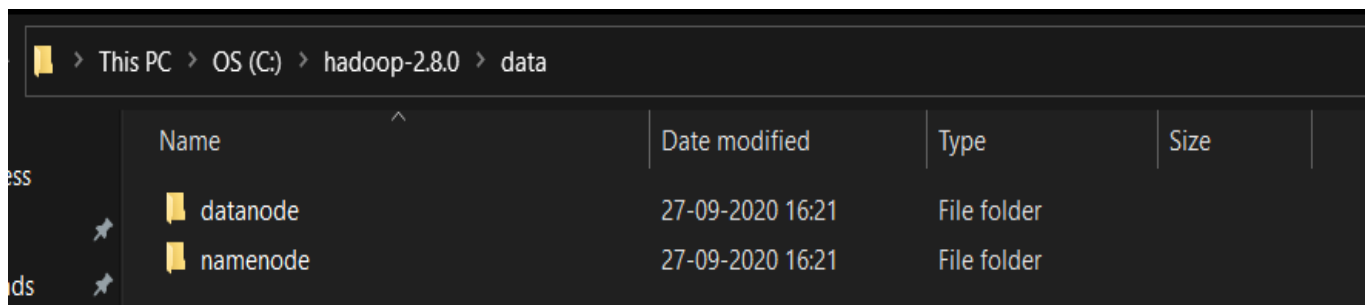 > This PC > OS (C:) > hadoop-2.8.0 > data
Name Date modified Type Size
ess
datanode 27-09-2020 16:21 File folder
namenode 27-09-2020 16:21 File folder
ds